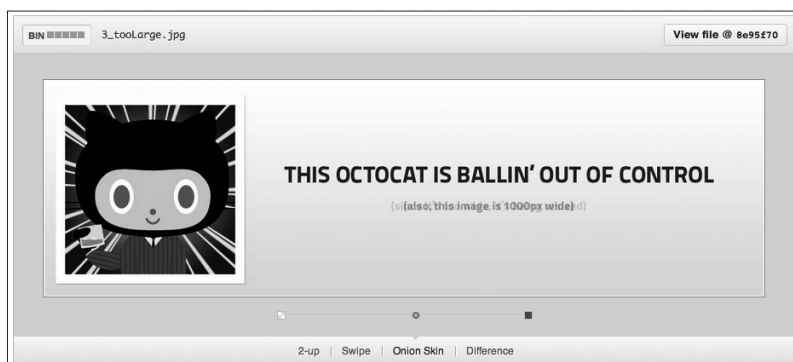 BIN 3_tooLarge.jpg View file @ 8e95f70
THIS OCTOCAT IS BALLIN' OUT OF CONTROL
(also, this image is 1000px wide)
2-up | Swipe | Onion Skin | Difference